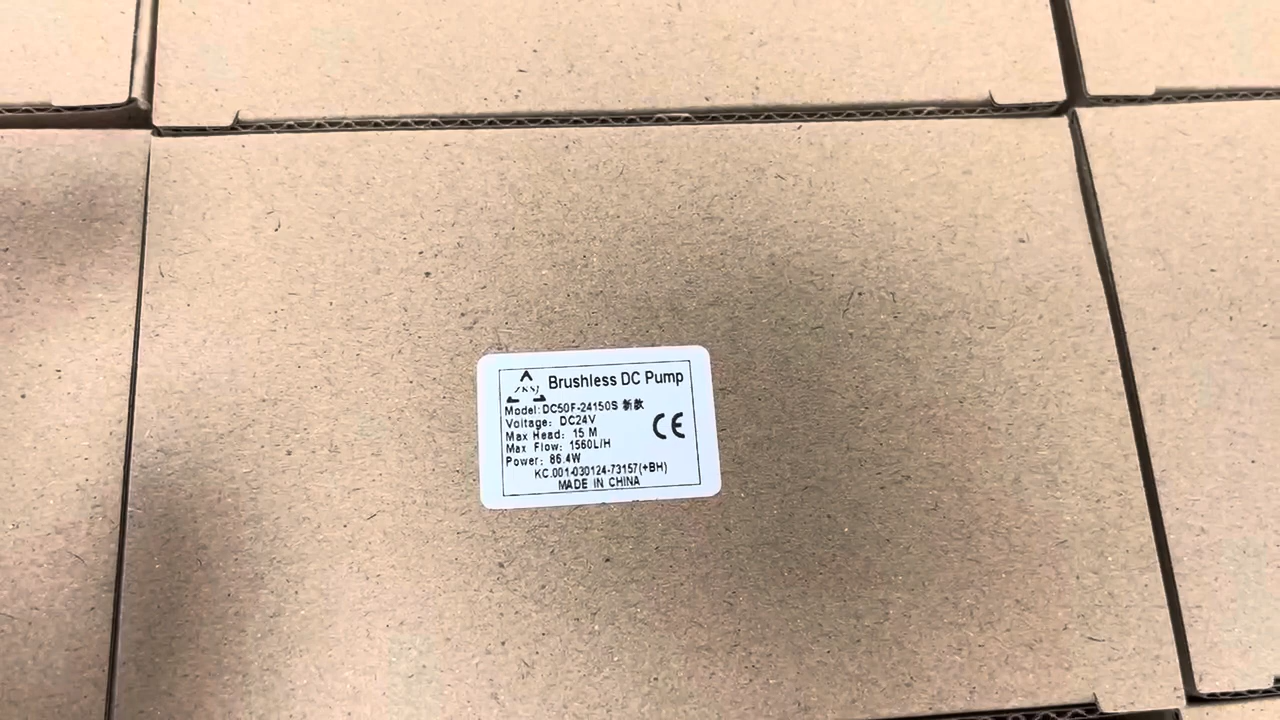 ZKSJ
Brushless DC Pump
Model: DC50F-24150S 新款
Voltage: DC24V
Max Head: 15 M
Max Flow: 1560L/H
Power: 86.4W
CE
KC.001-030124-73157(+BH)
MADE IN CHINA